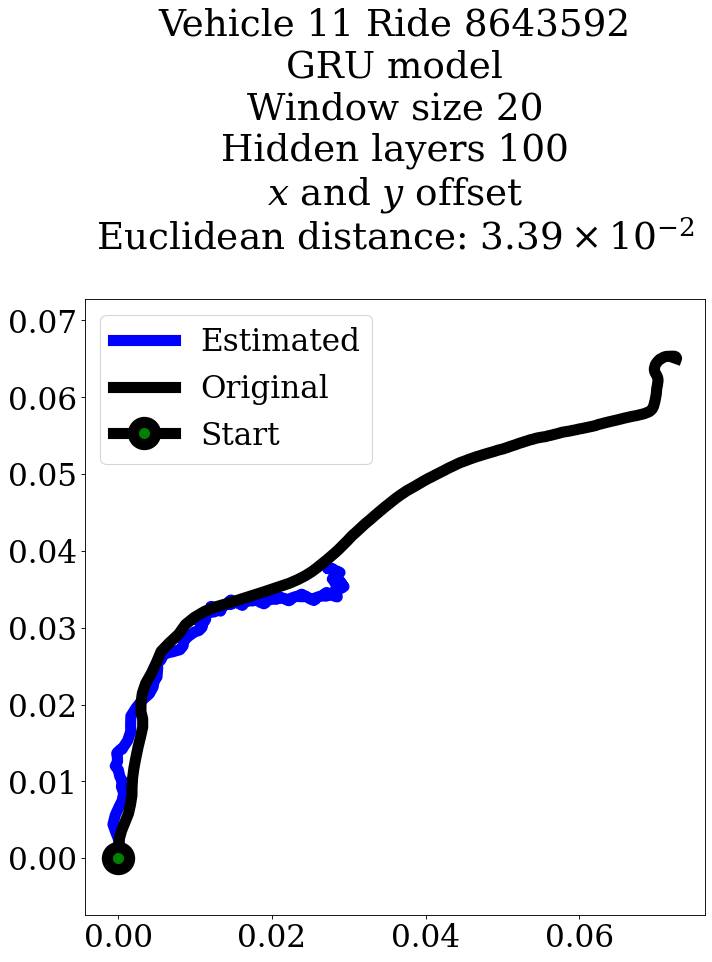 Vehicle 11 Ride 8643592
GRU model
Window size 20
Hidden layers 100
x and y offset
Euclidean distance: 3.39 × 10⁻²
Estimated
Original
Start
0.07
0.06
0.05
0.04
0.03
0.02
0.01
0.00
0.00 0.02 0.04 0.06